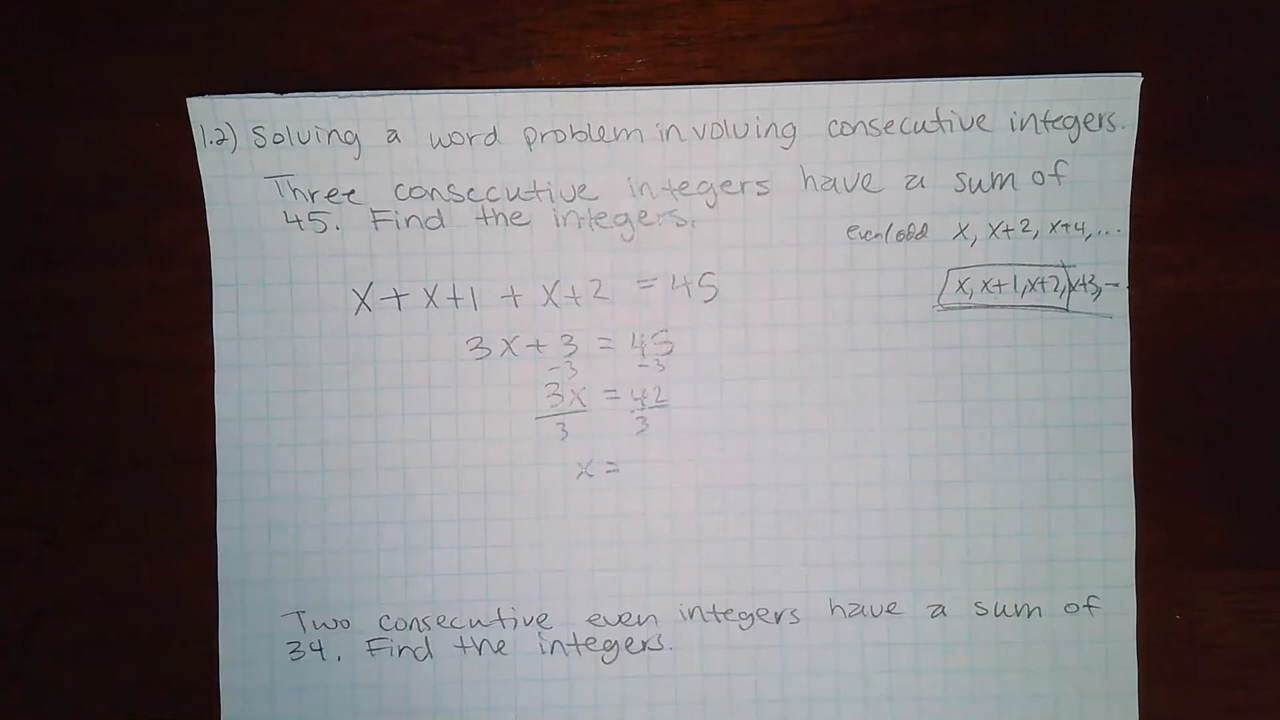 1.2) Solving a word problem involving consecutive integers.
Three consecutive integers have a sum of
45. Find the integers.
even/odd x, x+2, x+4,...
x, x+1, x+2, x+3, -
x + x+1 + x+2 = 45
3x + 3 = 45
-3 -3
3x = 42
3 3
x =
Two consecutive even integers have a sum of
34. Find the integers.